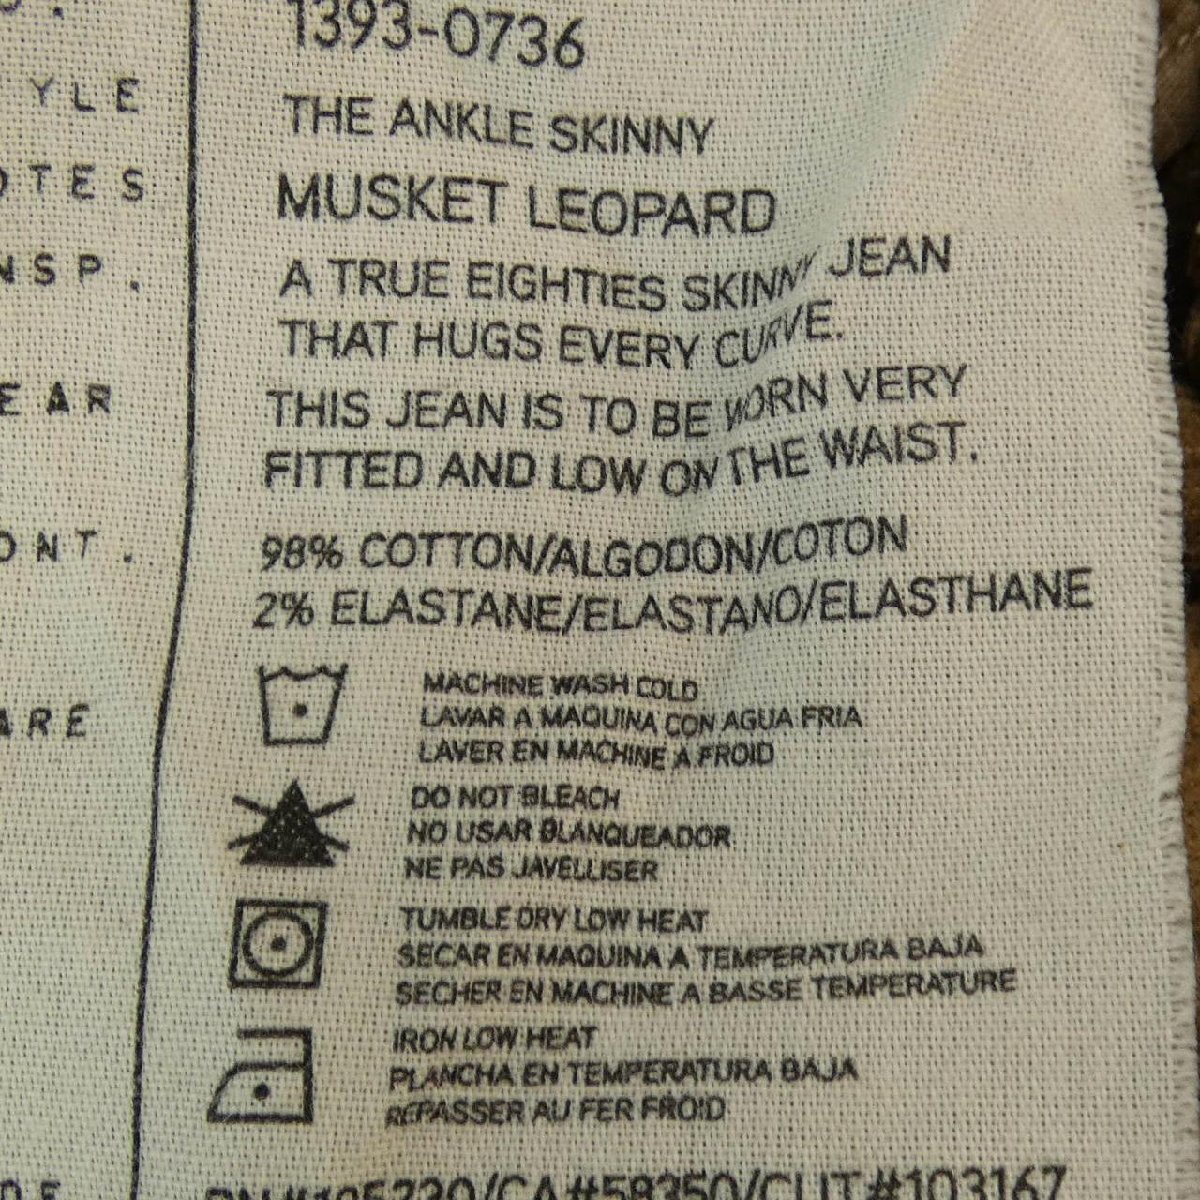 1393-0736
YLE THE ANKLE SKINNY
OTES MUSKET LEOPARD
NSP. A TRUE EIGHTIES SKINNY JEAN
THAT HUGS EVERY CURVE.
EAR THIS JEAN IS TO BE WORN VERY
FITTED AND LOW ON THE WAIST.
ONT. 98% COTTON/ALGODON/COTON
2% ELASTANE/ELASTANO/ELASTHANE
ARE MACHINE WASH COLD
LAVAR A MAQUINA CON AGUA FRIA
LAVER EN MACHINE A FROID
DO NOT BLEACH
NO USAR BLANQUEADOR
NE PAS JAVELLISER
TUMBLE DRY LOW HEAT
SECAR EN MAQUINA A TEMPERATURA BAJA
SECHER EN MACHINE A BASSE TEMPERATURE
IRON LOW HEAT
PLANCHA EN TEMPERATURA BAJA
REPASSER AU FER FROID
/CA#58350/CUT#103167